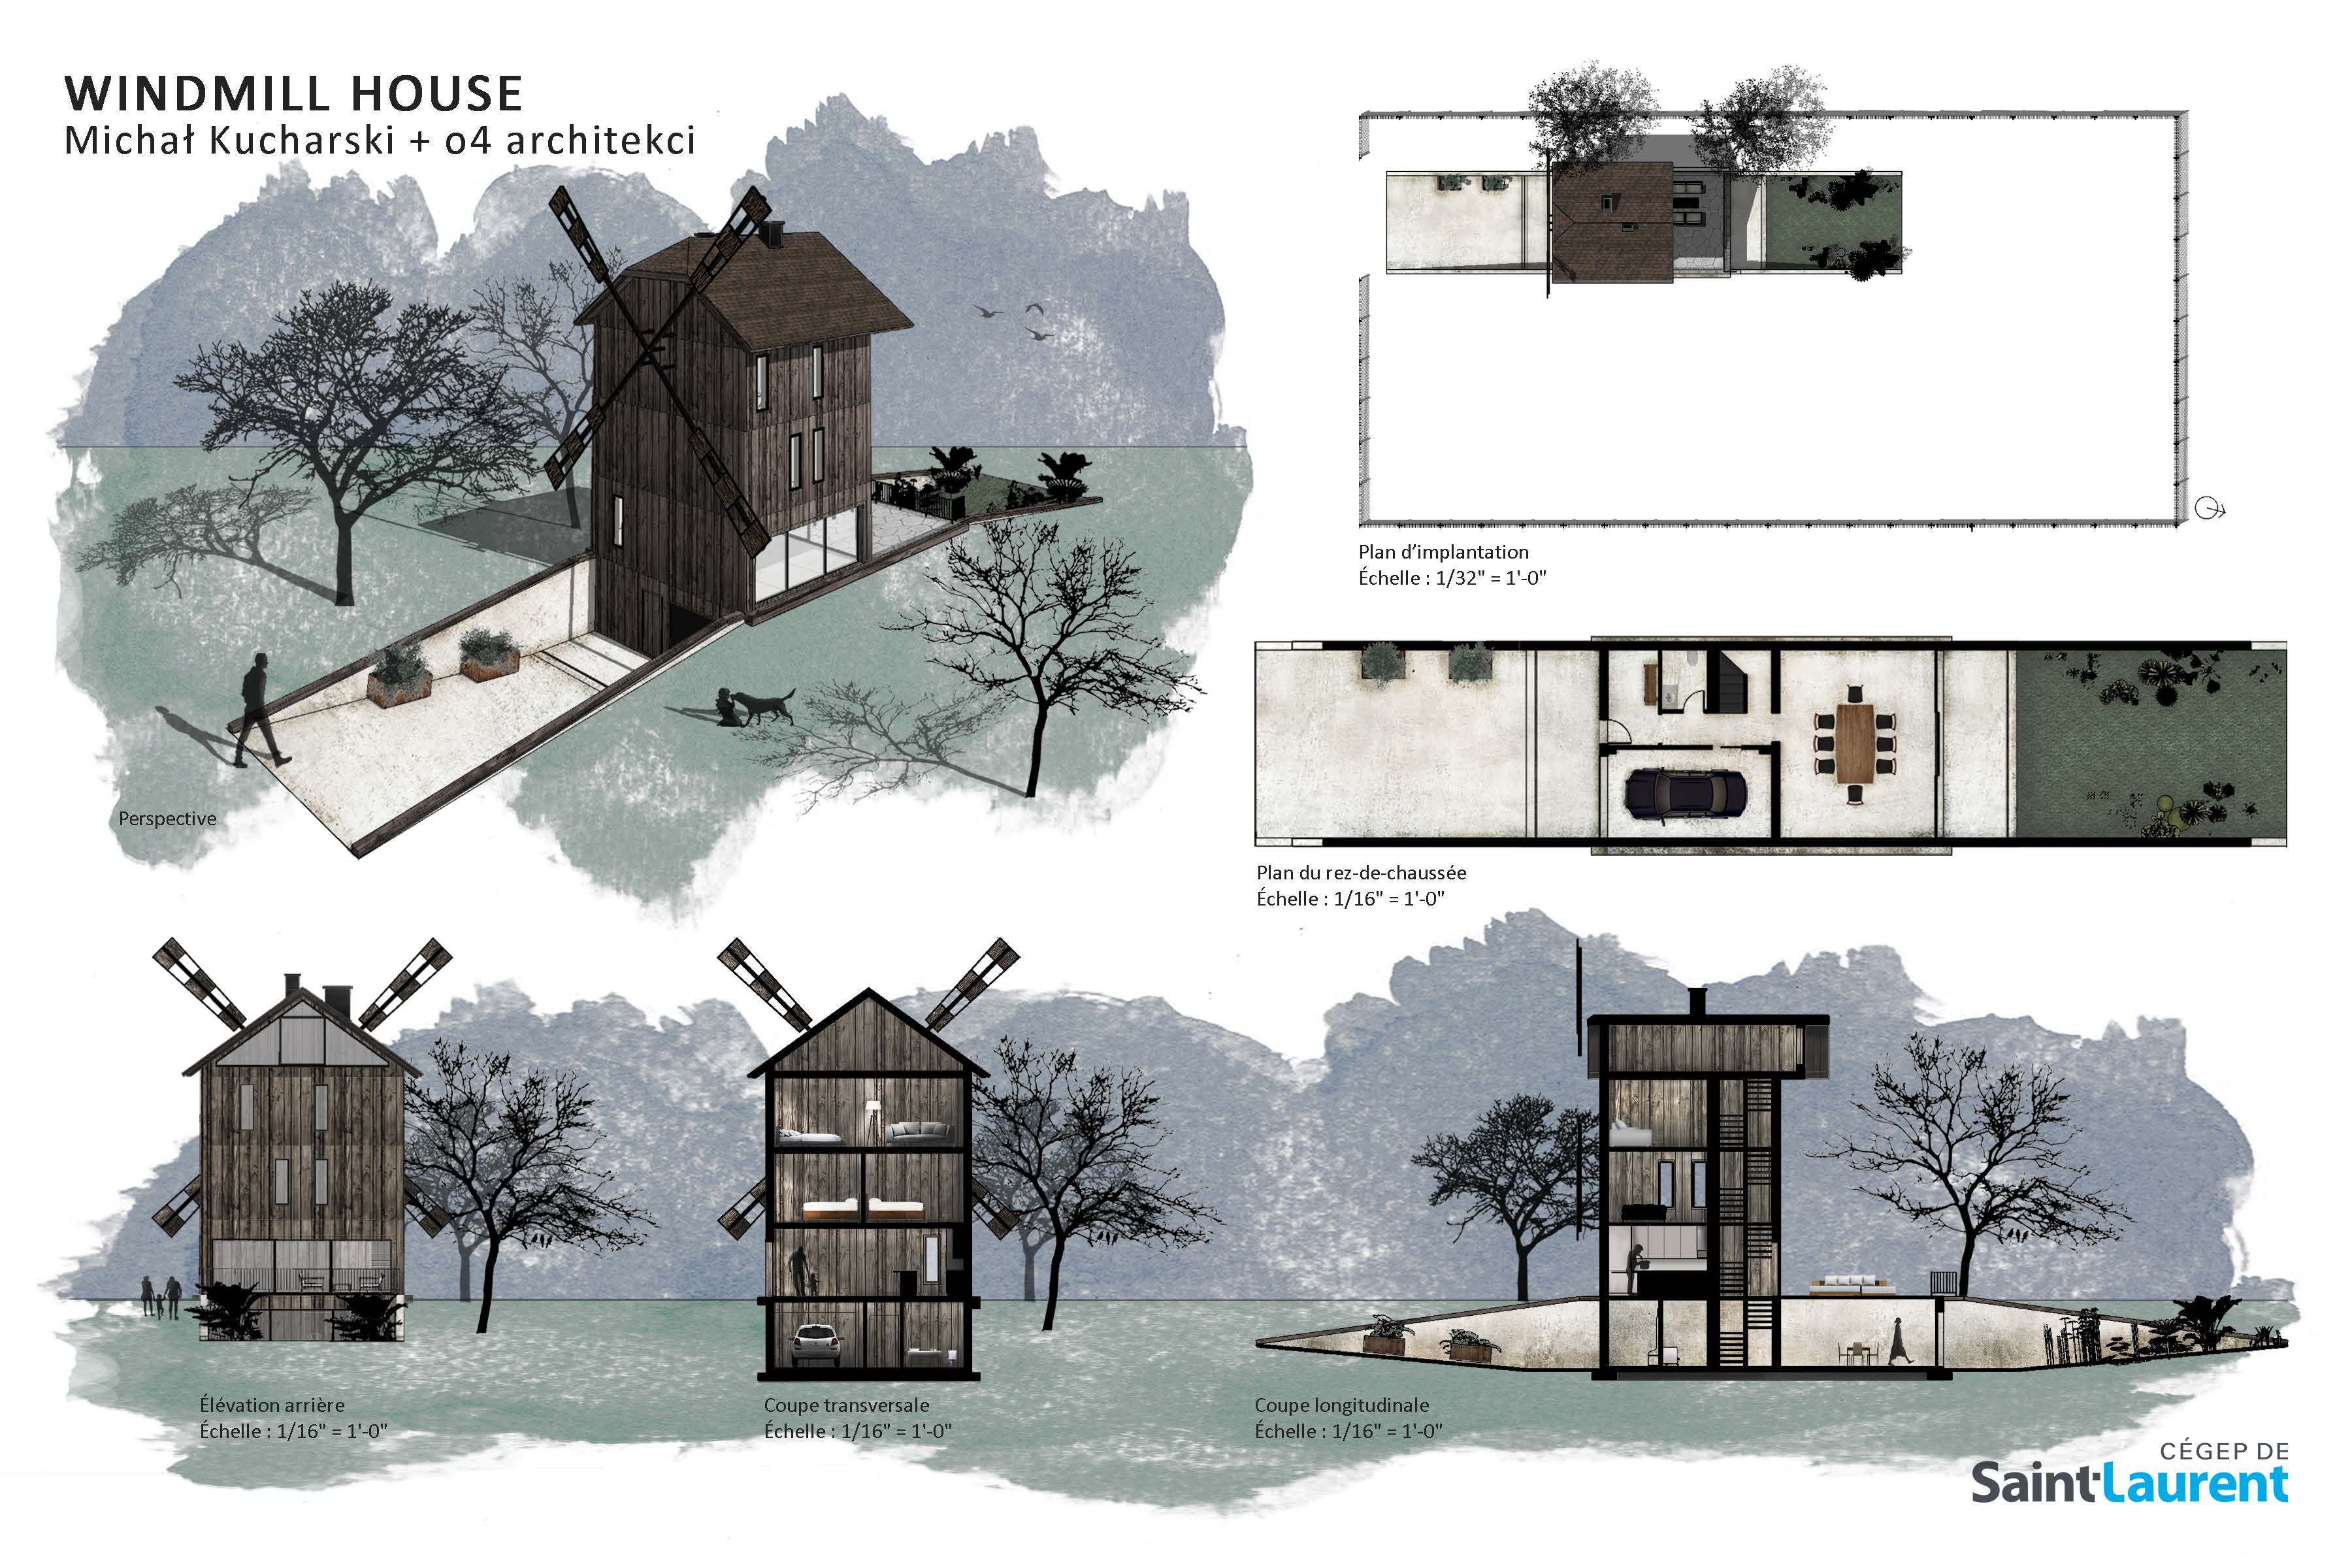 WINDMILL HOUSE
Michał Kucharski + o4 architekci
Perspective
Plan d’implantation
Échelle : 1/32" = 1'-0"
Plan du rez-de-chaussée
Échelle : 1/16" = 1'-0"
Élévation arrière
Échelle : 1/16" = 1'-0"
Coupe transversale
Échelle : 1/16" = 1'-0"
Coupe longitudinale
Échelle : 1/16" = 1'-0"
CÉGEP DE
Saint-Laurent